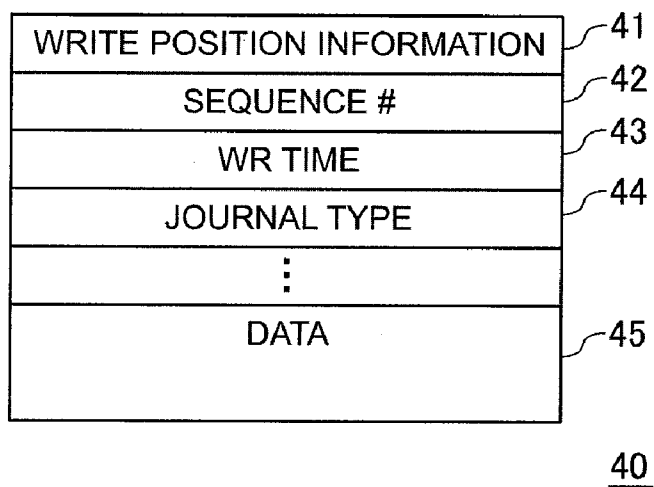 WRITE POSITION INFORMATION 41
SEQUENCE # 42
WR TIME 43
JOURNAL TYPE 44
⋮
DATA 45
40